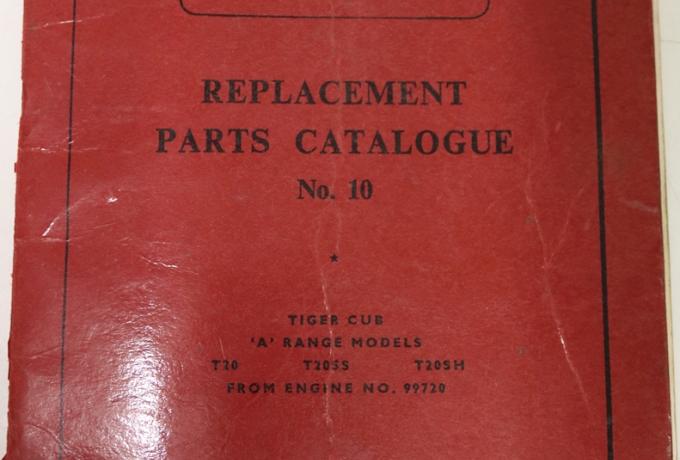 REPLACEMENT
PARTS CATALOGUE
No. 10
TIGER CUB
'A' RANGE MODELS
T20 T20SS T20SH
FROM ENGINE NO. 99720